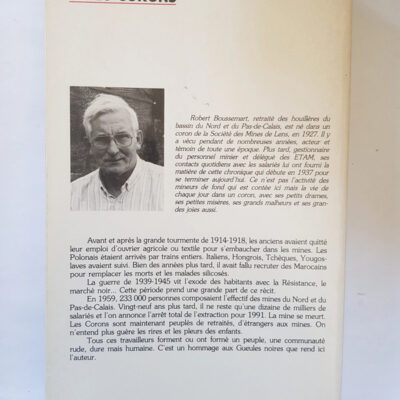 CORONS
Robert Boussemart, retraité des houillères du
bassin du Nord et du Pas-de-Calais, est né dans un
coron de la Société des Mines de Lens, en 1927. Il y
a vécu pendant de nombreuses années, acteur et
témoin de toute une époque. Plus tard, gestionnaire
du personnel minier et délégué des ETAM, ses
contacts quotidiens avec les salariés lui ont fourni la
matière de cette chronique qui débute en 1937 pour
se terminer aujourd'hui. Ce n'est pas l'activité des
mineurs de fond qui est contée ici mais la vie de
chaque jour dans un coron, avec ses petits drames,
ses petites misères, ses grands malheurs et ses gran-
des joies aussi.
Avant et après la grande tourmente de 1914-1918, les anciens avaient quitté
leur emploi d'ouvrier agricole ou textile pour s'embaucher dans les mines. Les
Polonais étaient arrivés par trains entiers. Italiens, Hongrois, Tchèques, Yougos-
laves avaient suivi. Bien des années plus tard, il avait fallu recruter des Marocains
pour remplacer les morts et les malades silicosés.
La guerre de 1939-1945 vit l'exode des habitants avec la Résistance, le
marché noir... Cette période prend une grande part de ce récit.
En 1959, 233 000 personnes composaient l'effectif des mines du Nord et du
Pas-de-Calais. Vingt-neuf ans plus tard, il ne reste qu'une dizaine de milliers de
salariés et l'on annonce l'arrêt total de l'extraction pour 1991. La mine se meurt.
Les Corons sont maintenant peuplés de retraités, d'étrangers aux mines. On
n'entend plus guère les rires et les pleurs des enfants.
Tous ces travailleurs forment ou ont formé un peuple, une communauté
rude, dure mais humaine. C'est un hommage aux Gueules noires que rend ici
l'auteur.